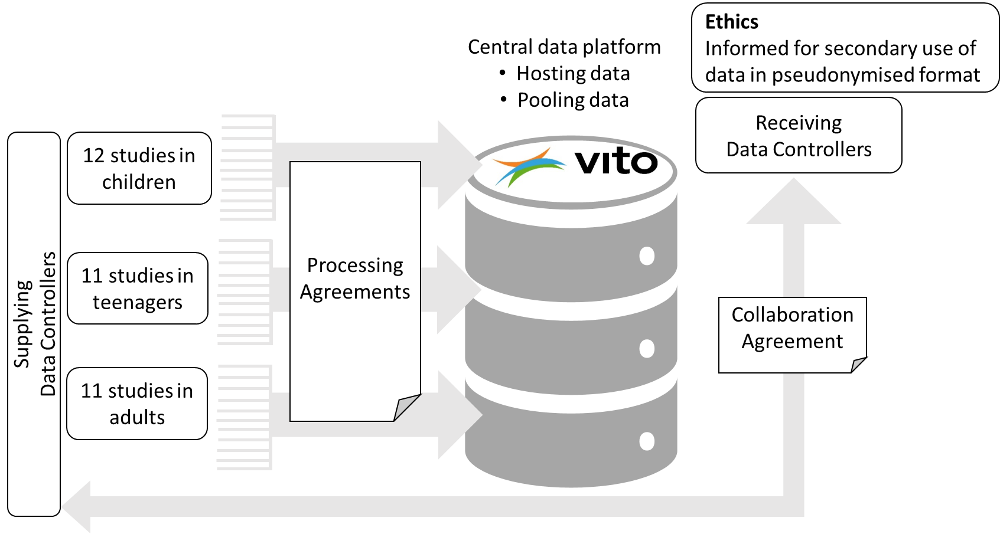 Ethics
Informed for secondary use of
data in pseudonymised format
Central data platform
• Hosting data
• Pooling data
Receiving
Data Controllers
vito
Supplying
Data Controllers
12 studies in
children
11 studies in
teenagers
11 studies in
adults
Processing
Agreements
Collaboration
Agreement